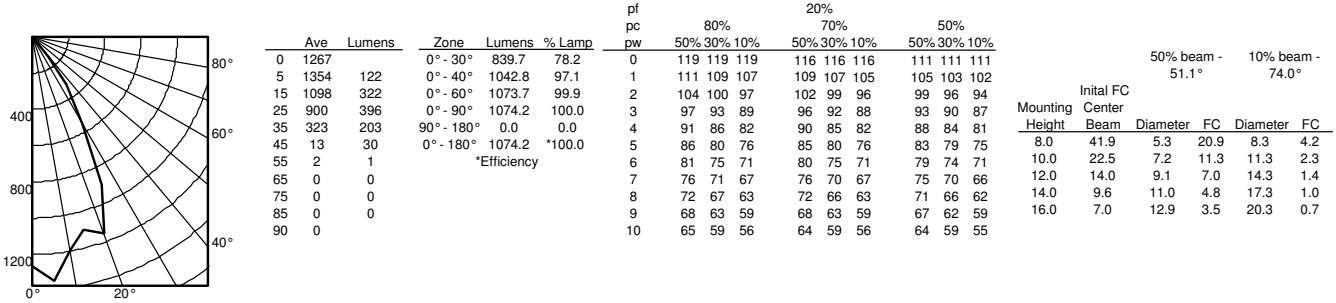 400
800
1200
0°
20°
40°
60°
80°
Ave Lumens
0 1267
5 1354 122
15 1098 322
25 900 396
35 323 203
45 13 30
55 2 1
65 0 0
75 0 0
85 0 0
90 0
Zone Lumens % Lamp
0° - 30° 839.7 78.2
0° - 40° 1042.8 97.1
0° - 60° 1073.7 99.9
0° - 90° 1074.2 100.0
90° - 180° 0.0 0.0
0° - 180° 1074.2 *100.0
*Efficiency
pf 20%
pc 80% 70% 50%
pw 50% 30% 10% 50% 30% 10% 50% 30% 10%
0 119 119 119 116 116 116 111 111 111
1 111 109 107 109 107 105 105 103 102
2 104 100 97 102 99 96 99 96 94
3 97 93 89 96 92 88 93 90 87
4 91 86 82 90 85 82 88 84 81
5 86 80 76 85 80 76 83 79 75
6 81 75 71 80 75 71 79 74 71
7 76 71 67 76 70 67 75 70 66
8 72 67 63 72 66 63 71 66 62
9 68 63 59 68 63 59 67 62 59
10 65 59 56 64 59 56 64 59 55
50% beam - 10% beam -
51.1° 74.0°
Inital FC
Mounting Center
Height Beam Diameter FC Diameter FC
8.0 41.9 5.3 20.9 8.3 4.2
10.0 22.5 7.2 11.3 11.3 2.3
12.0 14.0 9.1 7.0 14.3 1.4
14.0 9.6 11.0 4.8 17.3 1.0
16.0 7.0 12.9 3.5 20.3 0.7